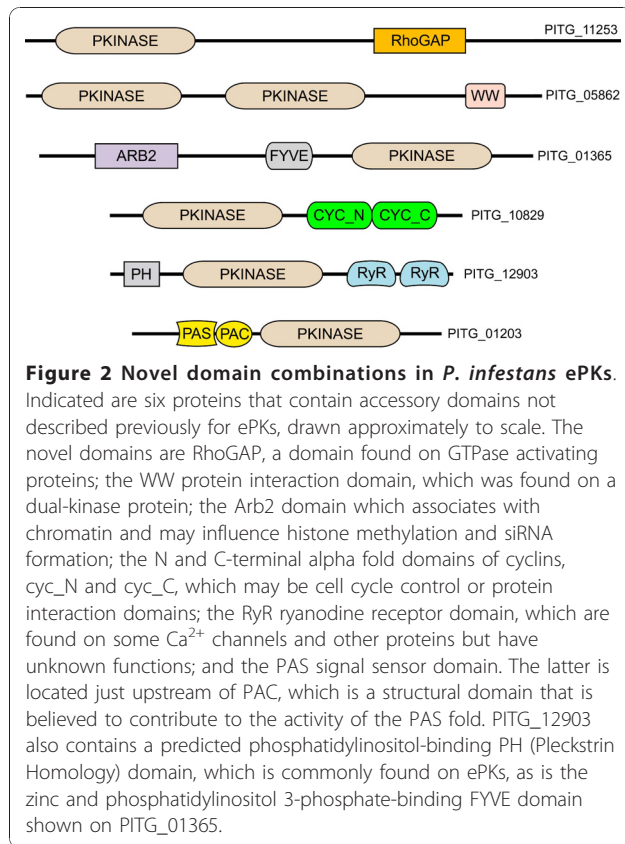 PKINASE RhoGAP PITG_11253
PKINASE PKINASE WW PITG_05862
ARB2 FYVE PKINASE PITG_01365
PKINASE CYC_N CYC_C PITG_10829
PH PKINASE RyR RyR PITG_12903
PAS PAC PKINASE PITG_01203
Figure 2 Novel domain combinations in P. infestans ePKs.
Indicated are six proteins that contain accessory domains not
described previously for ePKs, drawn approximately to scale. The
novel domains are RhoGAP, a domain found on GTPase activating
proteins; the WW protein interaction domain, which was found on a
dual-kinase protein; the Arb2 domain which associates with
chromatin and may influence histone methylation and siRNA
formation; the N and C-terminal alpha fold domains of cyclins,
cyc_N and cyc_C, which may be cell cycle control or protein
interaction domains; the RyR ryanodine receptor domain, which are
found on some Ca²⁺ channels and other proteins but have
unknown functions; and the PAS signal sensor domain. The latter is
located just upstream of PAC, which is a structural domain that is
believed to contribute to the activity of the PAS fold. PITG_12903
also contains a predicted phosphatidylinositol-binding PH (Pleckstrin
Homology) domain, which is commonly found on ePKs, as is the
zinc and phosphatidylinositol 3-phosphate-binding FYVE domain
shown on PITG_01365.